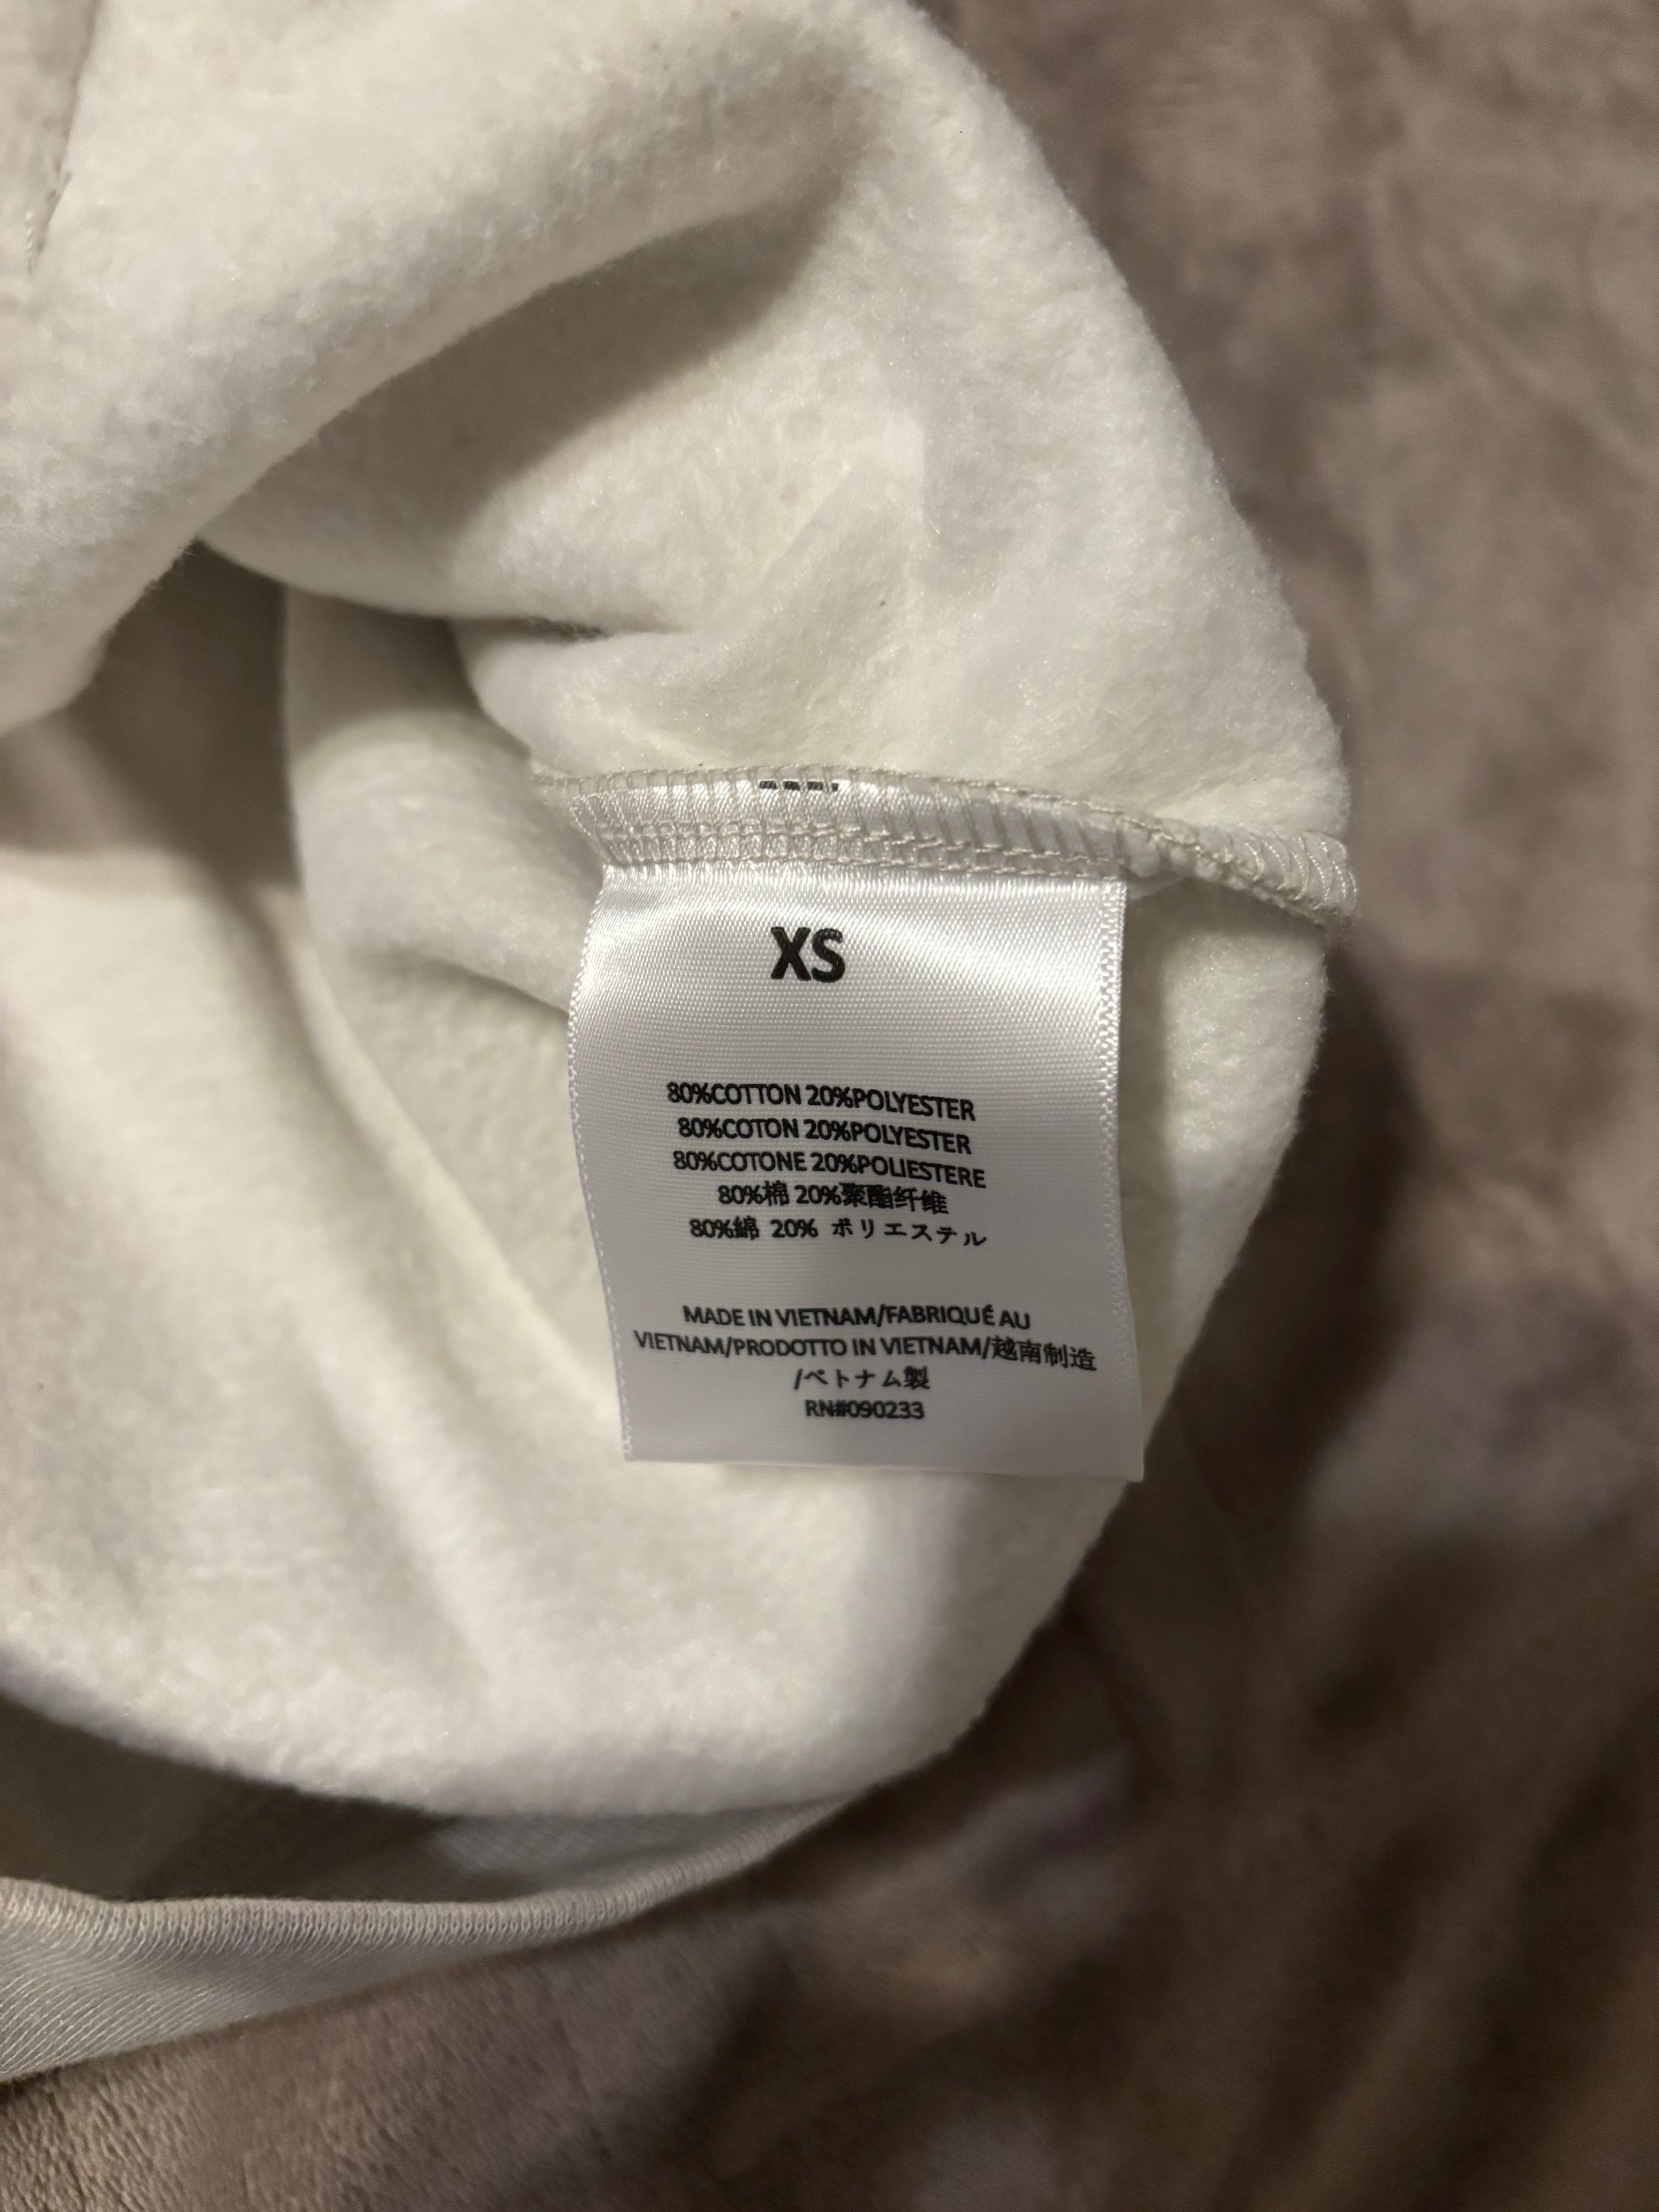 XS
80%COTTON 20%POLYESTER
80%COTON 20%POLYESTER
80%COTONE 20%POLIESTERE
80%棉 20%聚酯纤维
80%綿 20% ポリエステル
MADE IN VIETNAM/FABRIQUÉ AU
VIETNAM/PRODOTTO IN VIETNAM/越南制造
/ベトナム製
RN#090233